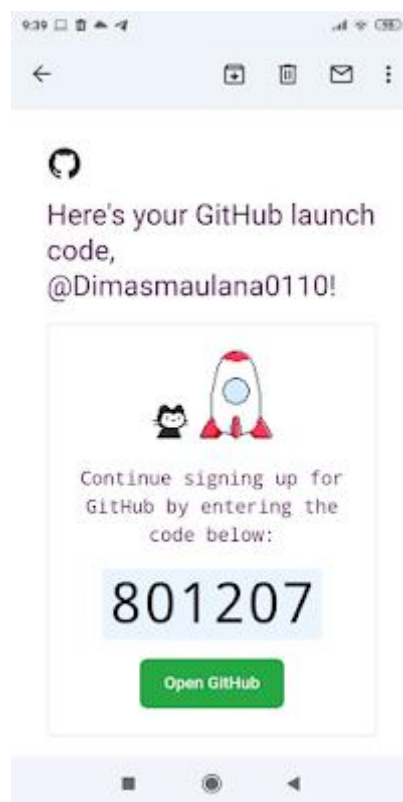 9:39
Here's your GitHub launch
code,
@Dimasmaulana0110!
Continue signing up for
GitHub by entering the
code below:
801207
Open GitHub